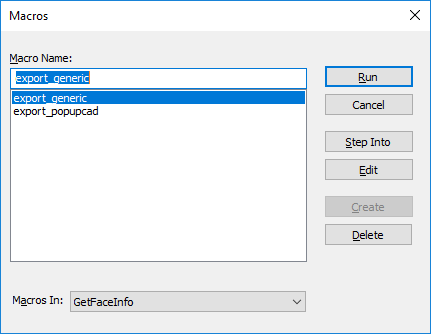 Macros
Macro Name:
export_generic
export_generic
export_popupcad
Run
Cancel
Step Into
Edit
Create
Delete
Macros In:
GetFaceInfo